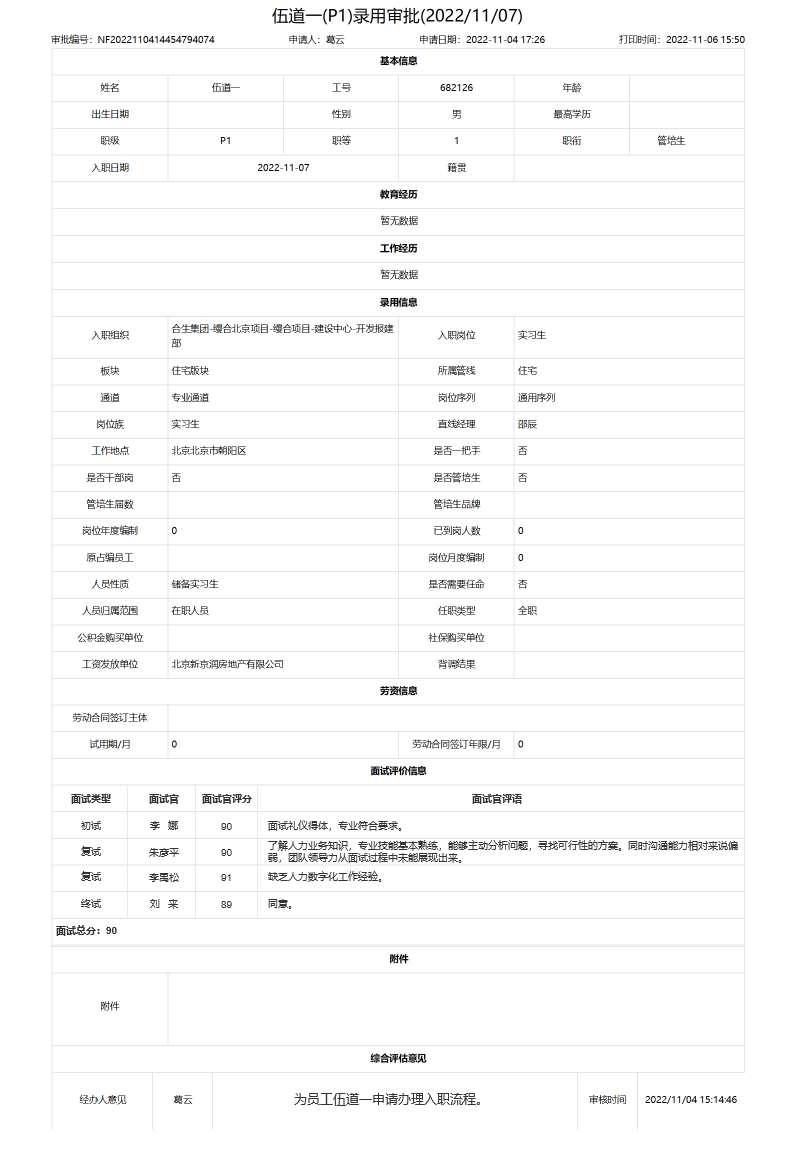 伍道一(P1)录用审批(2022/11/07)
审批编号：NF2022110414454794074 申请人：葛云 申请日期：2022-11-04 17:26 打印时间：2022-11-06 15:50
基本信息
姓名 伍道一 工号 682126 年龄
出生日期 性别 男 最高学历
职级 P1 职等 1 职衔 管培生
入职日期 2022-11-07 籍贯
教育经历
暂无数据
工作经历
暂无数据
录用信息
入职组织 合生集团-缦合北京项目-缦合项目-建设中心-开发报建
部 入职岗位 实习生
板块 住宅版块 所属管线 住宅
通道 专业通道 岗位序列 通用序列
岗位族 实习生 直线经理 邵辰
工作地点 北京北京市朝阳区 是否一把手 否
是否干部岗 否 是否管培生 否
管培生届数 管培生品牌
岗位年度编制 0 已到岗人数 0
原占编员工 岗位月度编制 0
人员性质 储备实习生 是否需要任命 否
人员归属范围 在职人员 任职类型 全职
公积金购买单位 社保购买单位
工资发放单位 北京新京润房地产有限公司 背调结果
劳资信息
劳动合同签订主体
试用期/月 0 劳动合同签订年限/月 0
面试评价信息
面试类型 面试官 面试官评分 面试官评语
初试 李 娜 90 面试礼仪得体，专业符合要求。
复试 朱彦平 90 了解人力业务知识，专业技能基本熟练，能够主动分析问题，寻找可行性的方案。同时沟通能力相对来说偏
弱，团队领导力从面试过程中未能展现出来。
复试 李禹松 91 缺乏人力数字化工作经验。
终试 刘 来 89 同意。
面试总分：90
附件
附件
综合评估意见
经办人意见 葛云 为员工伍道一申请办理入职流程。 审核时间 2022/11/04 15:14:46